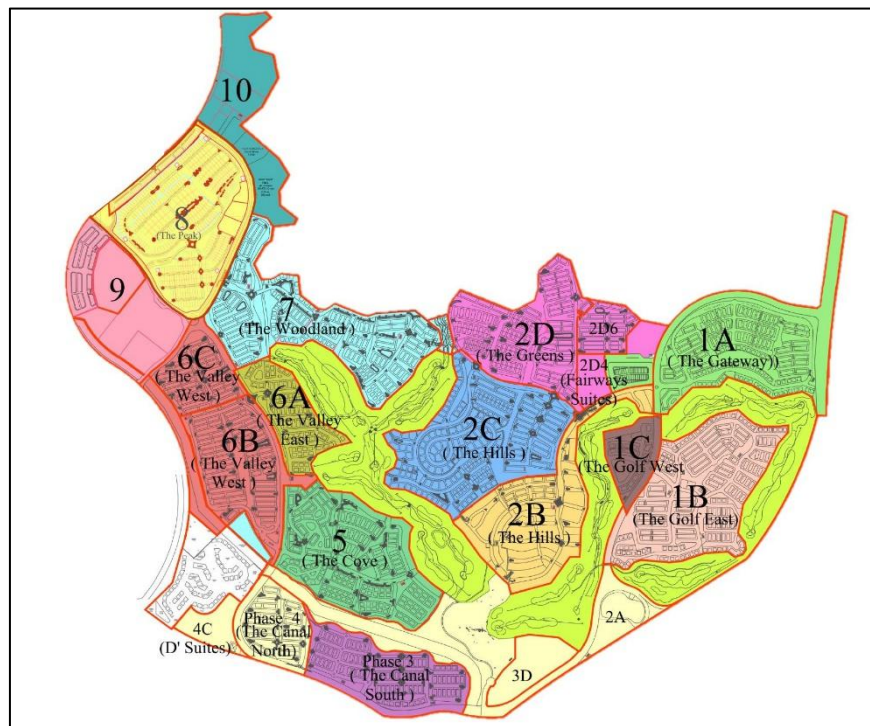 10
8
(The Peak)
9
7
(The Woodland )
2D
( The Greens )
2D6
1A
( The Gateway))
2D4
(Fairways
Suites)
6C
( The Valley
West )
6A
( The Valley
East )
2C
( The Hills )
1C
(The Golf West
6B
( The Valley
West )
1B
(The Golf East)
2B
( The Hills )
5
( The Cove )
4C
(D' Suites)
Phase 4
(The Canal
North)
Phase 3
( The Canal
South )
2A
3D